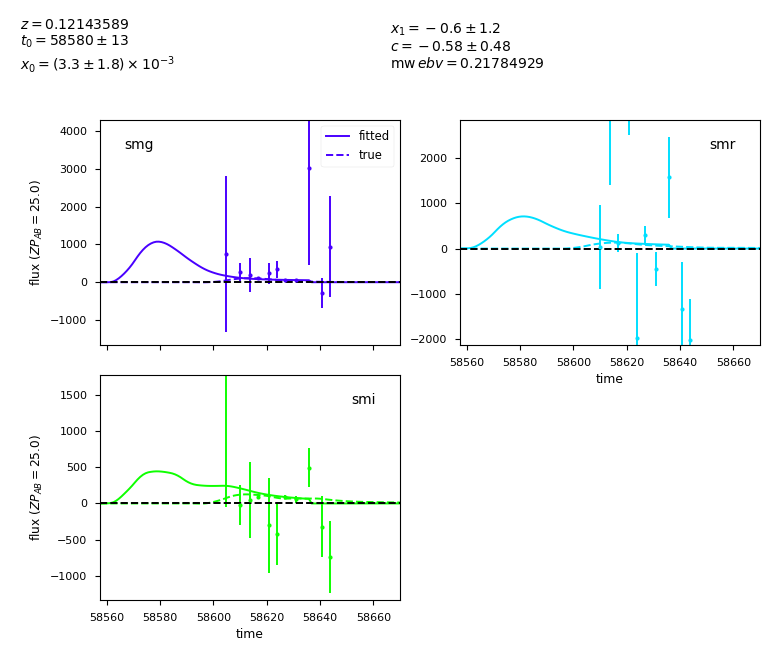 z = 0.12143589
t₀ = 58580 ± 13
x₀ = (3.3 ± 1.8) × 10⁻³
x₁ = −0.6 ± 1.2
c = −0.58 ± 0.48
mw ebv = 0.21784929
smg
fitted
true
4000
3000
2000
1000
0
−1000
flux (ZP_AB = 25.0)
smr
2000
1000
0
−1000
−2000
58560 58580 58600 58620 58640 58660
time
smi
1500
1000
500
0
−500
−1000
flux (ZP_AB = 25.0)
58560 58580 58600 58620 58640 58660
time